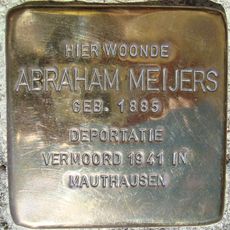 HIER WOONDE
ABRAHAM MEIJERS
GEB. 1885
DEPORTATIE
VERMOORD 1941 IN
MAUTHAUSEN